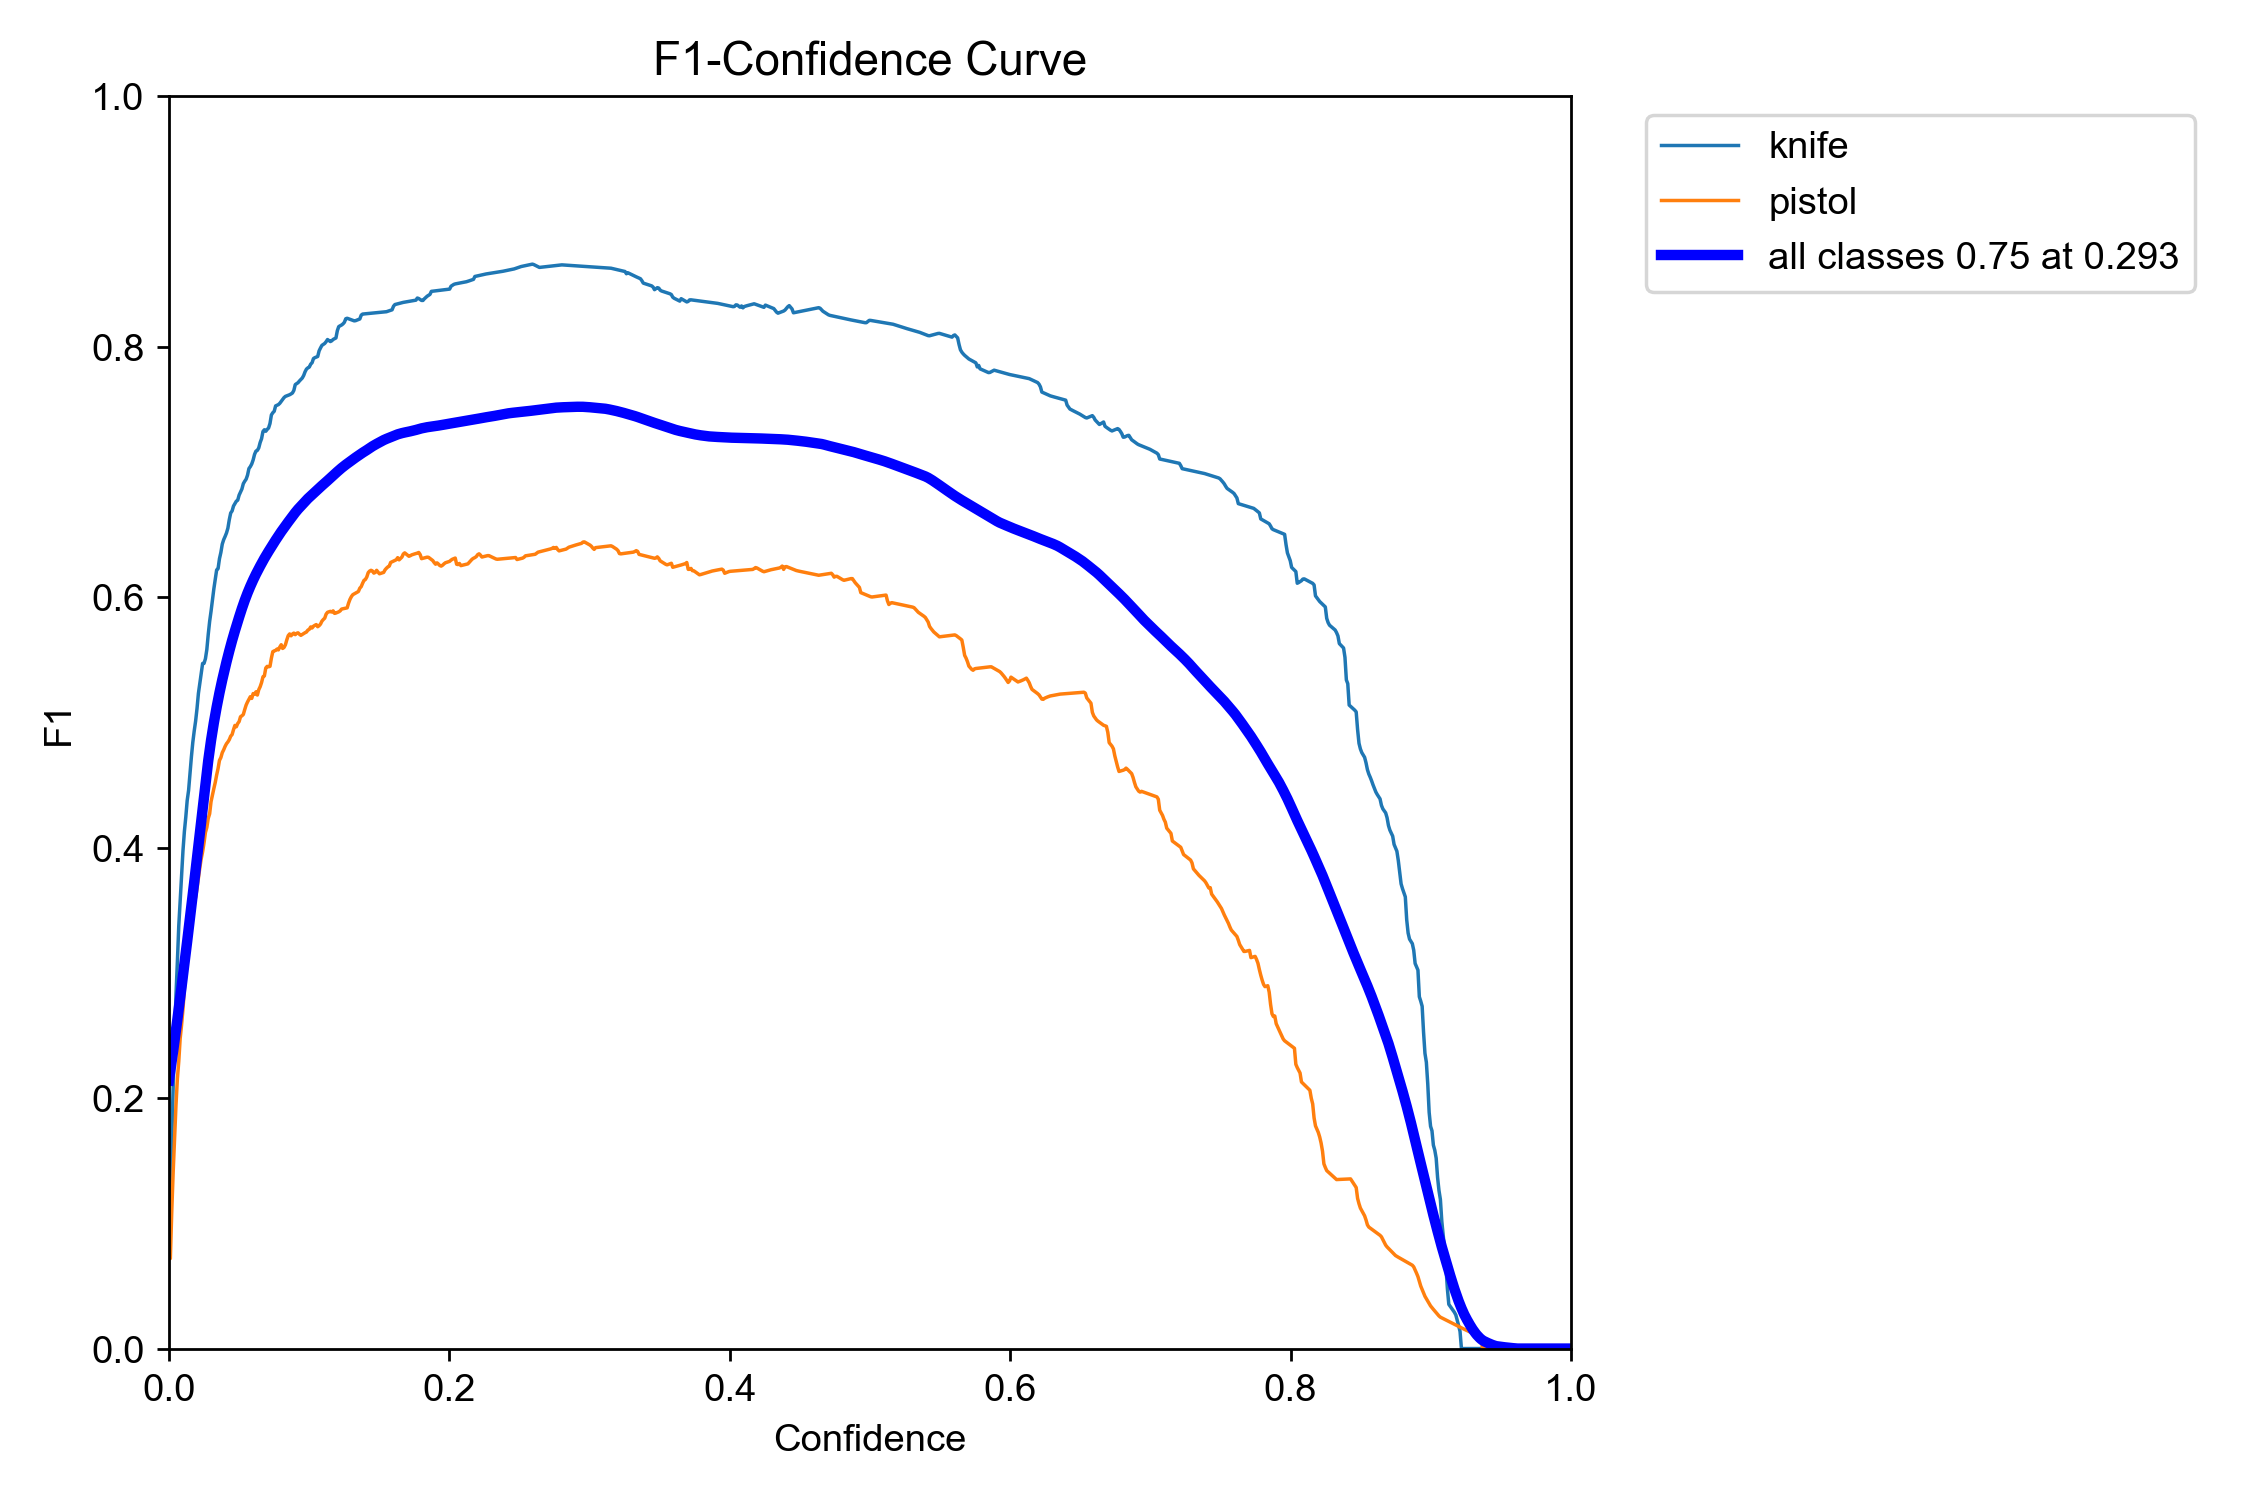 F1-Confidence Curve
knife
pistol
all classes 0.75 at 0.293
1.0
0.8
0.6
0.4
0.2
0.0
F1
0.0 0.2 0.4 0.6 0.8 1.0
Confidence